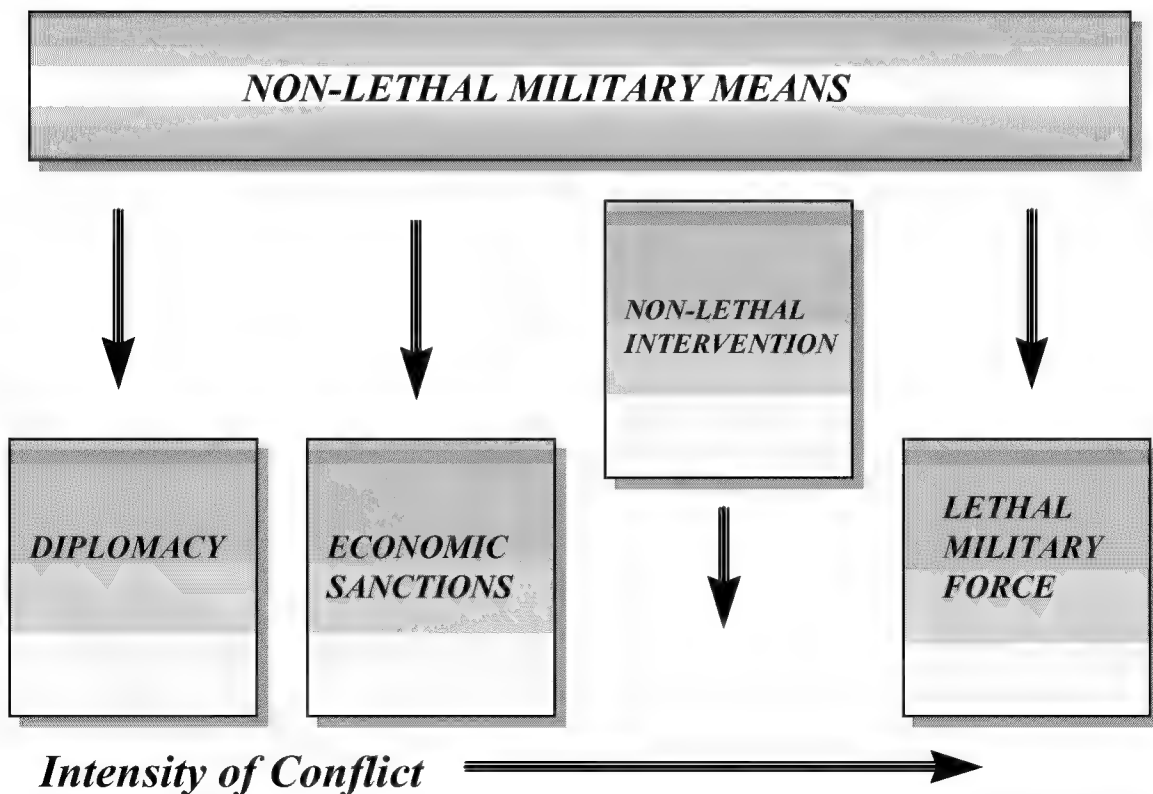 NON-LETHAL MILITARY MEANS
NON-LETHAL
INTERVENTION
DIPLOMACY
ECONOMIC
SANCTIONS
LETHAL
MILITARY
FORCE
Intensity of Conflict